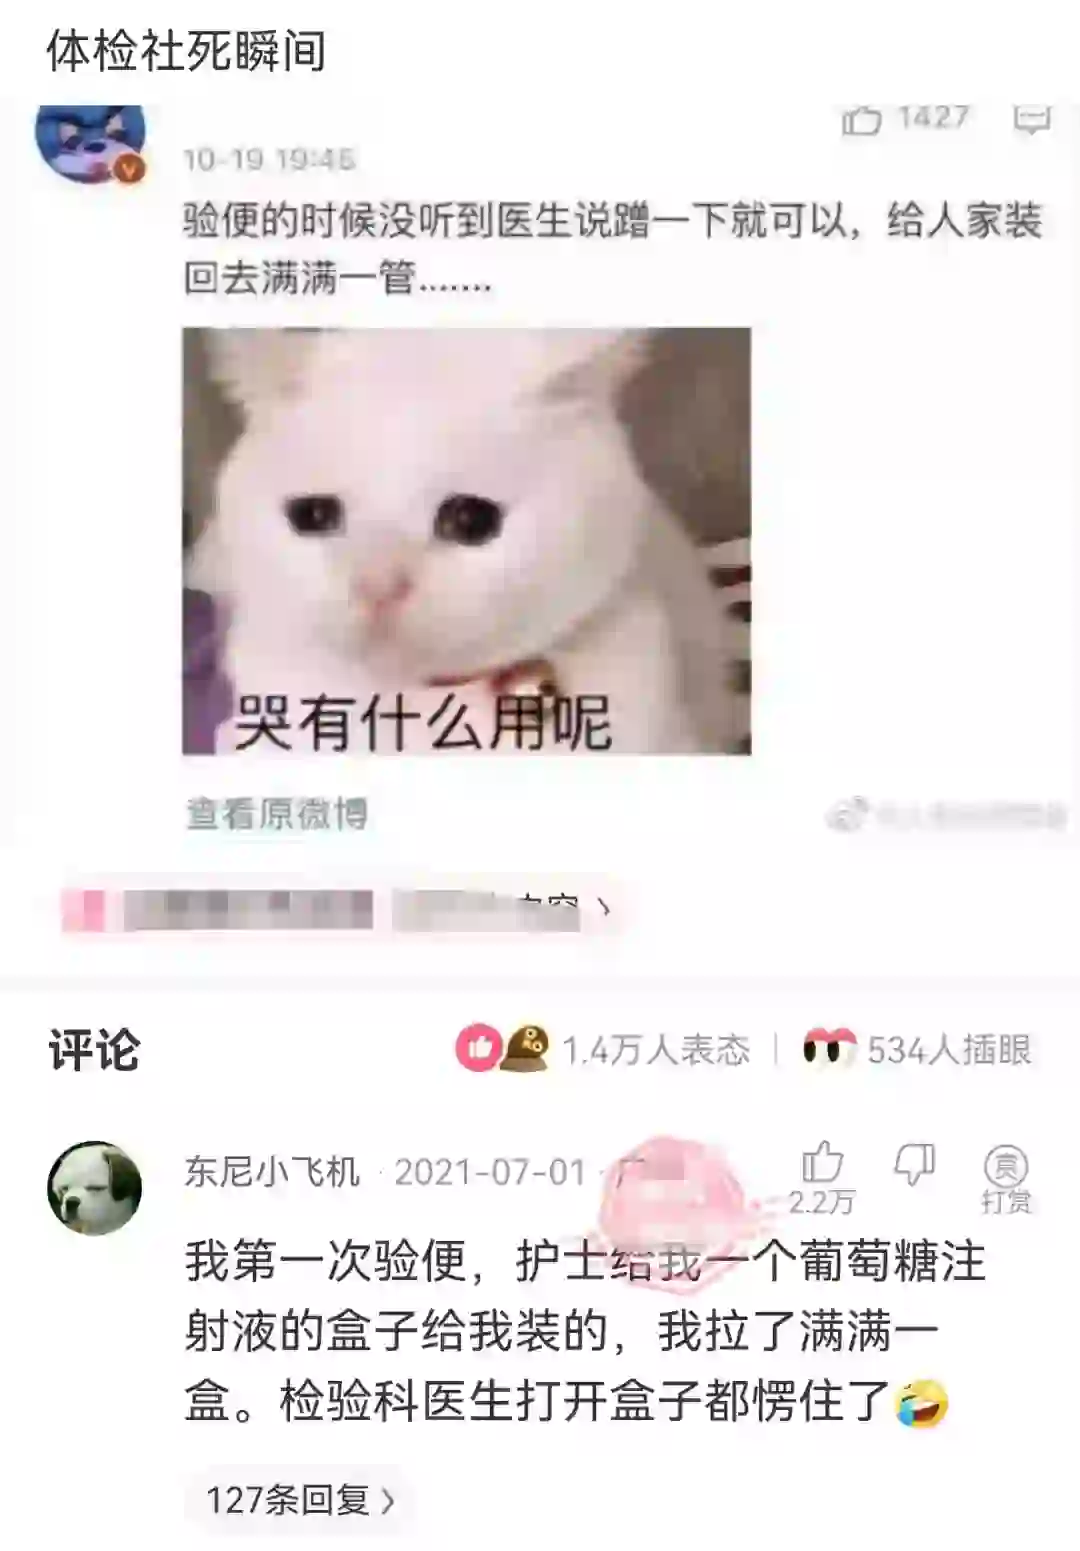 体检社死瞬间
1427
10-19 19:45
验便的时候没听到医生说蹭一下就可以，给人家装
回去满满一管.......
哭有什么用呢
查看原微博
评论
1.4万人表态
534人插眼
东尼小飞机 · 2021-07-01 ·
2.2万
赏
打赏
我第一次验便，护士给我一个葡萄糖注
射液的盒子给我装的，我拉了满满一
盒。检验科医生打开盒子都愣住了🤣
127条回复